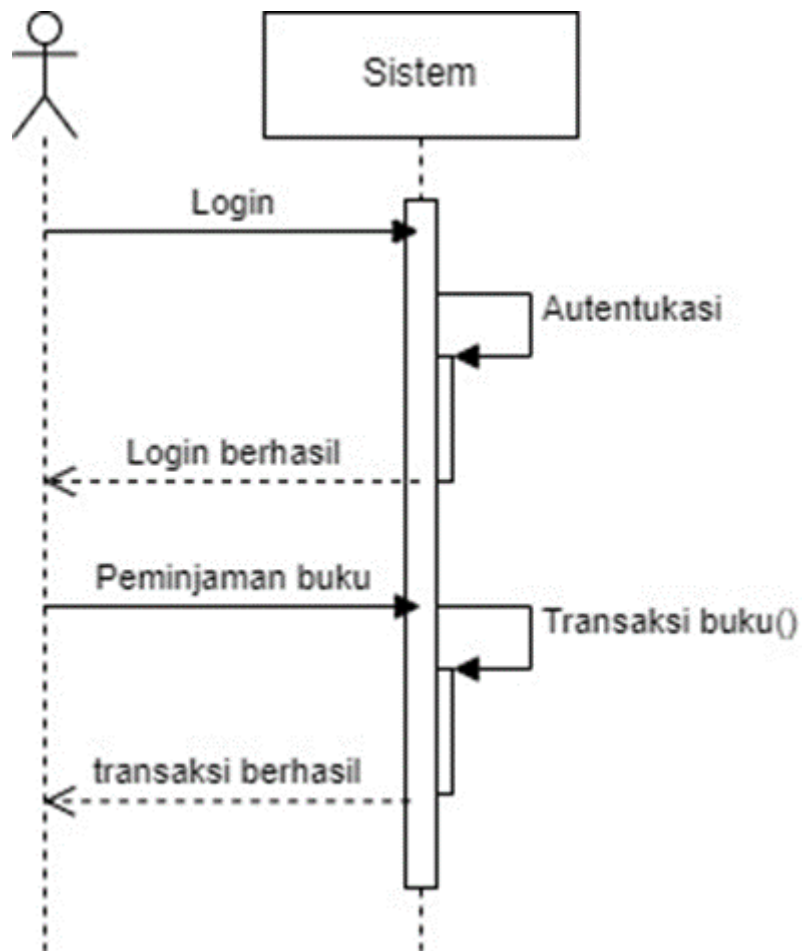 Sistem
Login
Autentukasi
Login berhasil
Peminjaman buku
Transaksi buku()
transaksi berhasil